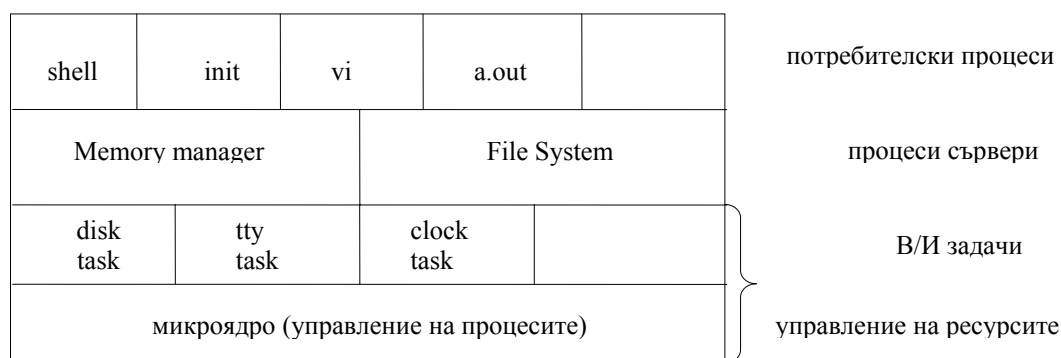 shell init vi a.out потребителски процеси
Memory manager File System процеси сървери
disk tty clock
task task task В/И задачи
микроядро (управление на процесите) управление на ресурсите